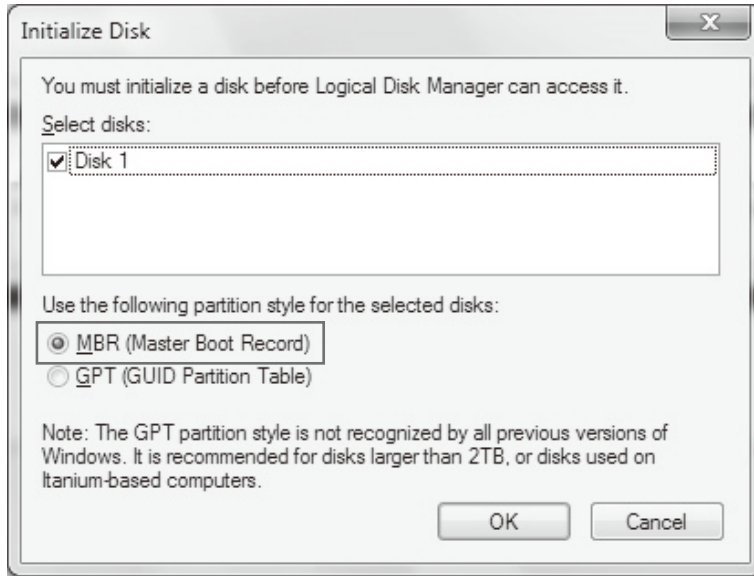 Initialize Disk
You must initialize a disk before Logical Disk Manager can access it.
Select disks:
Disk 1
Use the following partition style for the selected disks:
MBR (Master Boot Record)
GPT (GUID Partition Table)
Note: The GPT partition style is not recognized by all previous versions of
Windows. It is recommended for disks larger than 2TB, or disks used on
Itanium-based computers.
OK Cancel